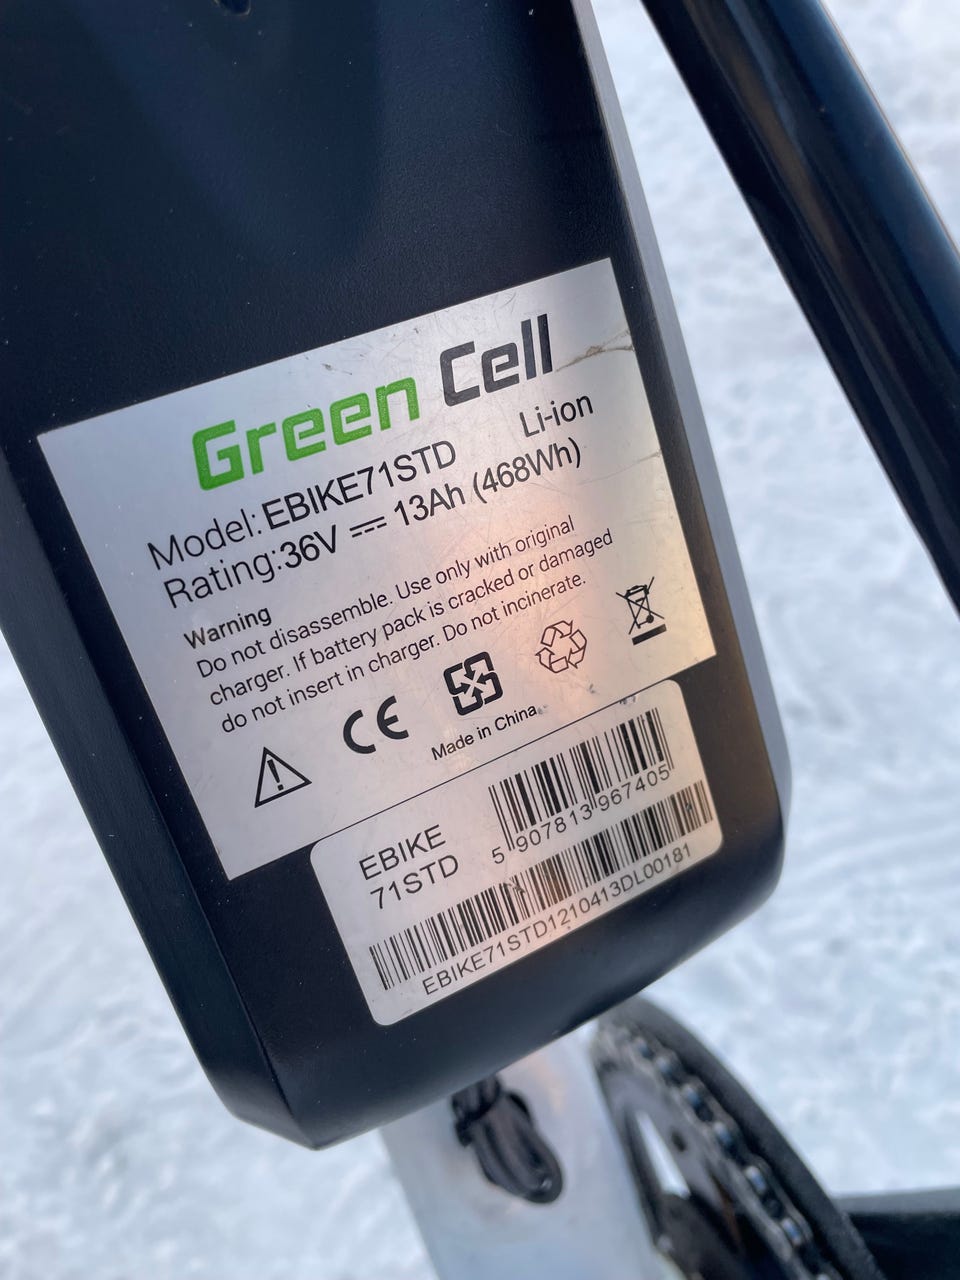 Green Cell
Li-ion
Model: EBIKE71STD
Rating:36V ⎓ 13Ah (468Wh)
Warning
Do not disassemble. Use only with original
charger. If battery pack is cracked or damaged
do not insert in charger. Do not incinerate.
CE
Made in China
EBIKE
71STD
5 907813 967405
EBIKE71STD1210413DL00181